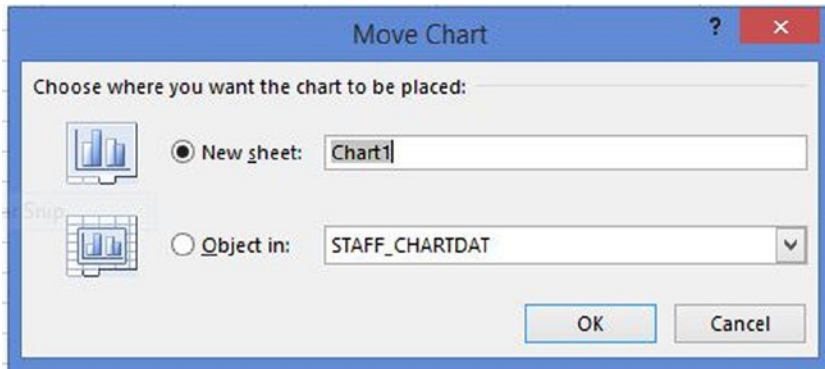 Move Chart
?
Choose where you want the chart to be placed:
New sheet: Chart1
Snip
Object in: STAFF_CHARTDAT
OK Cancel